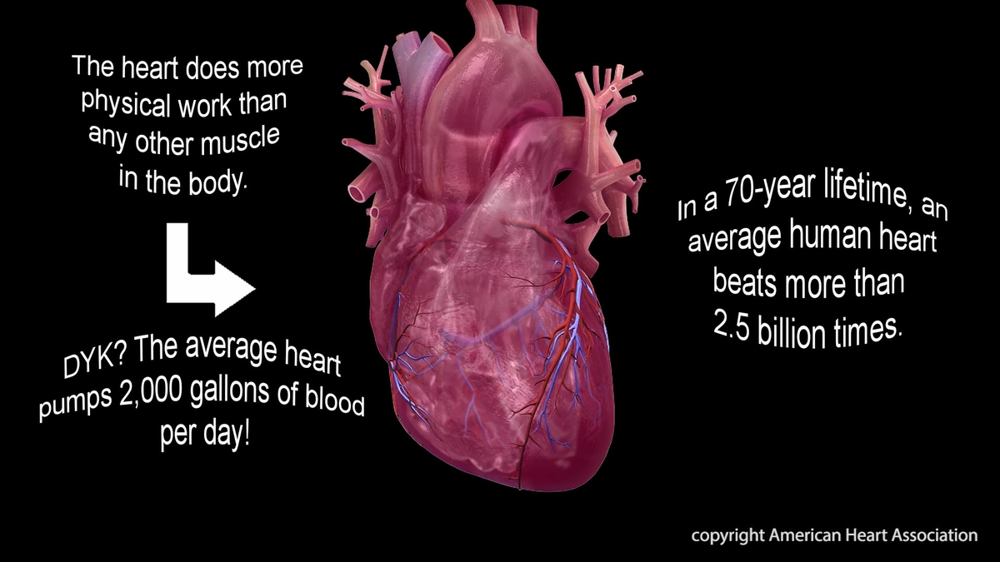 The heart does more
physical work than
any other muscle
in the body.
DYK? The average heart
pumps 2,000 gallons of blood
per day!
In a 70-year lifetime, an
average human heart
beats more than
2.5 billion times.
copyright American Heart Association